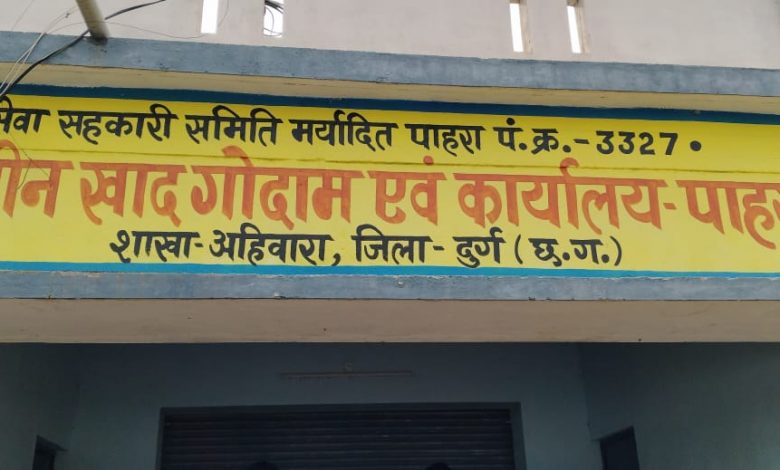 सेवा सहकारी समिति मर्यादित पाहरा पं.क्र.-3327•
खाद गोदाम एवं कार्यालय-
शाखा-अहिवारा, जिला-दुर्ग (छ.ग.)